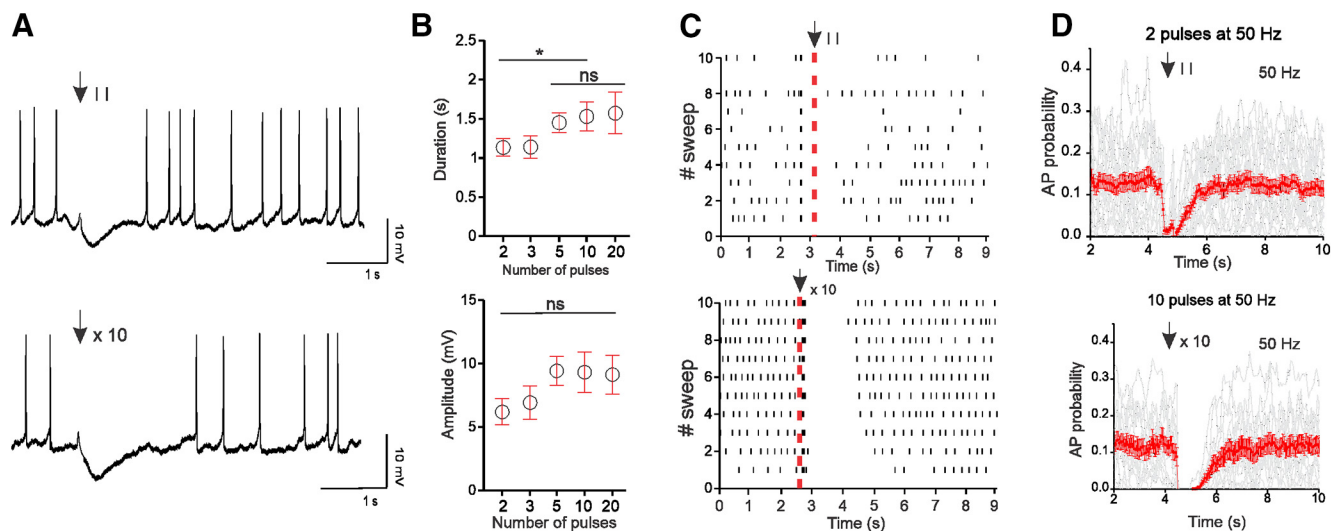 A
B
C
D
I I
10 mV
1 s
x 10
10 mV
1 s
Duration (s)
2.5
2
1.5
1
0.5
0
*
ns
2 3 5 10 20
Number of pulses
Amplitude (mV)
20
15
10
5
0
ns
2 3 5 10 20
Number of pulses
I I
# sweep
10
8
6
4
2
0
0 1 2 3 4 5 6 7 8 9
Time (s)
x 10
# sweep
10
8
6
4
2
0
0 1 2 3 4 5 6 7 8 9
Time (s)
2 pulses at 50 Hz
I I
50 Hz
AP probability
0.4
0.3
0.2
0.1
0.0
2 4 6 8 10
Time (s)
10 pulses at 50 Hz
x 10
50 Hz
AP probability
0.4
0.3
0.2
0.1
0.0
2 4 6 8 10
Time (s)